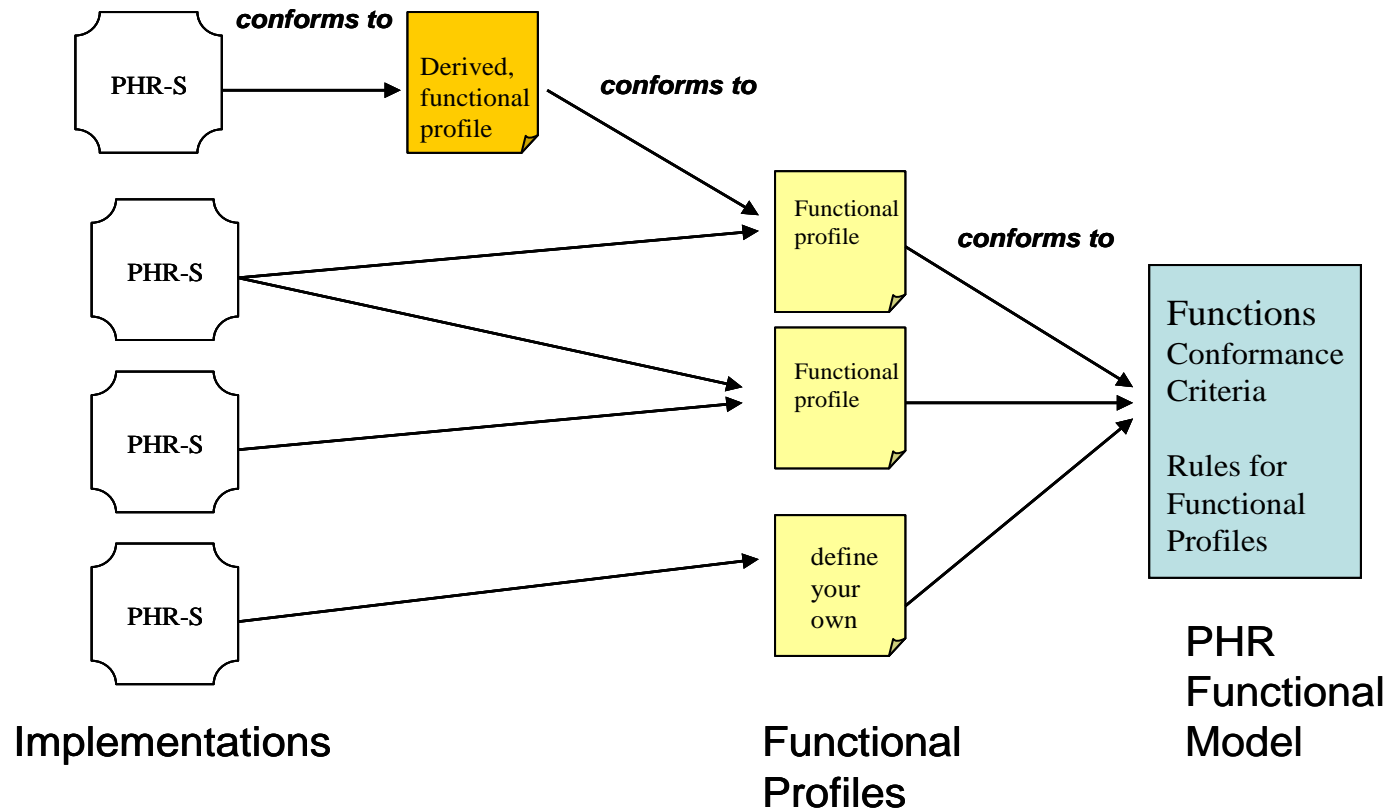 conforms to
PHR-S
Derived,
functional
profile
conforms to
PHR-S
Functional
profile
conforms to
PHR-S
Functional
profile
Functions
Conformance
Criteria
Rules for
Functional
Profiles
PHR-S
define
your
own
Implementations
Functional
Profiles
PHR
Functional
Model